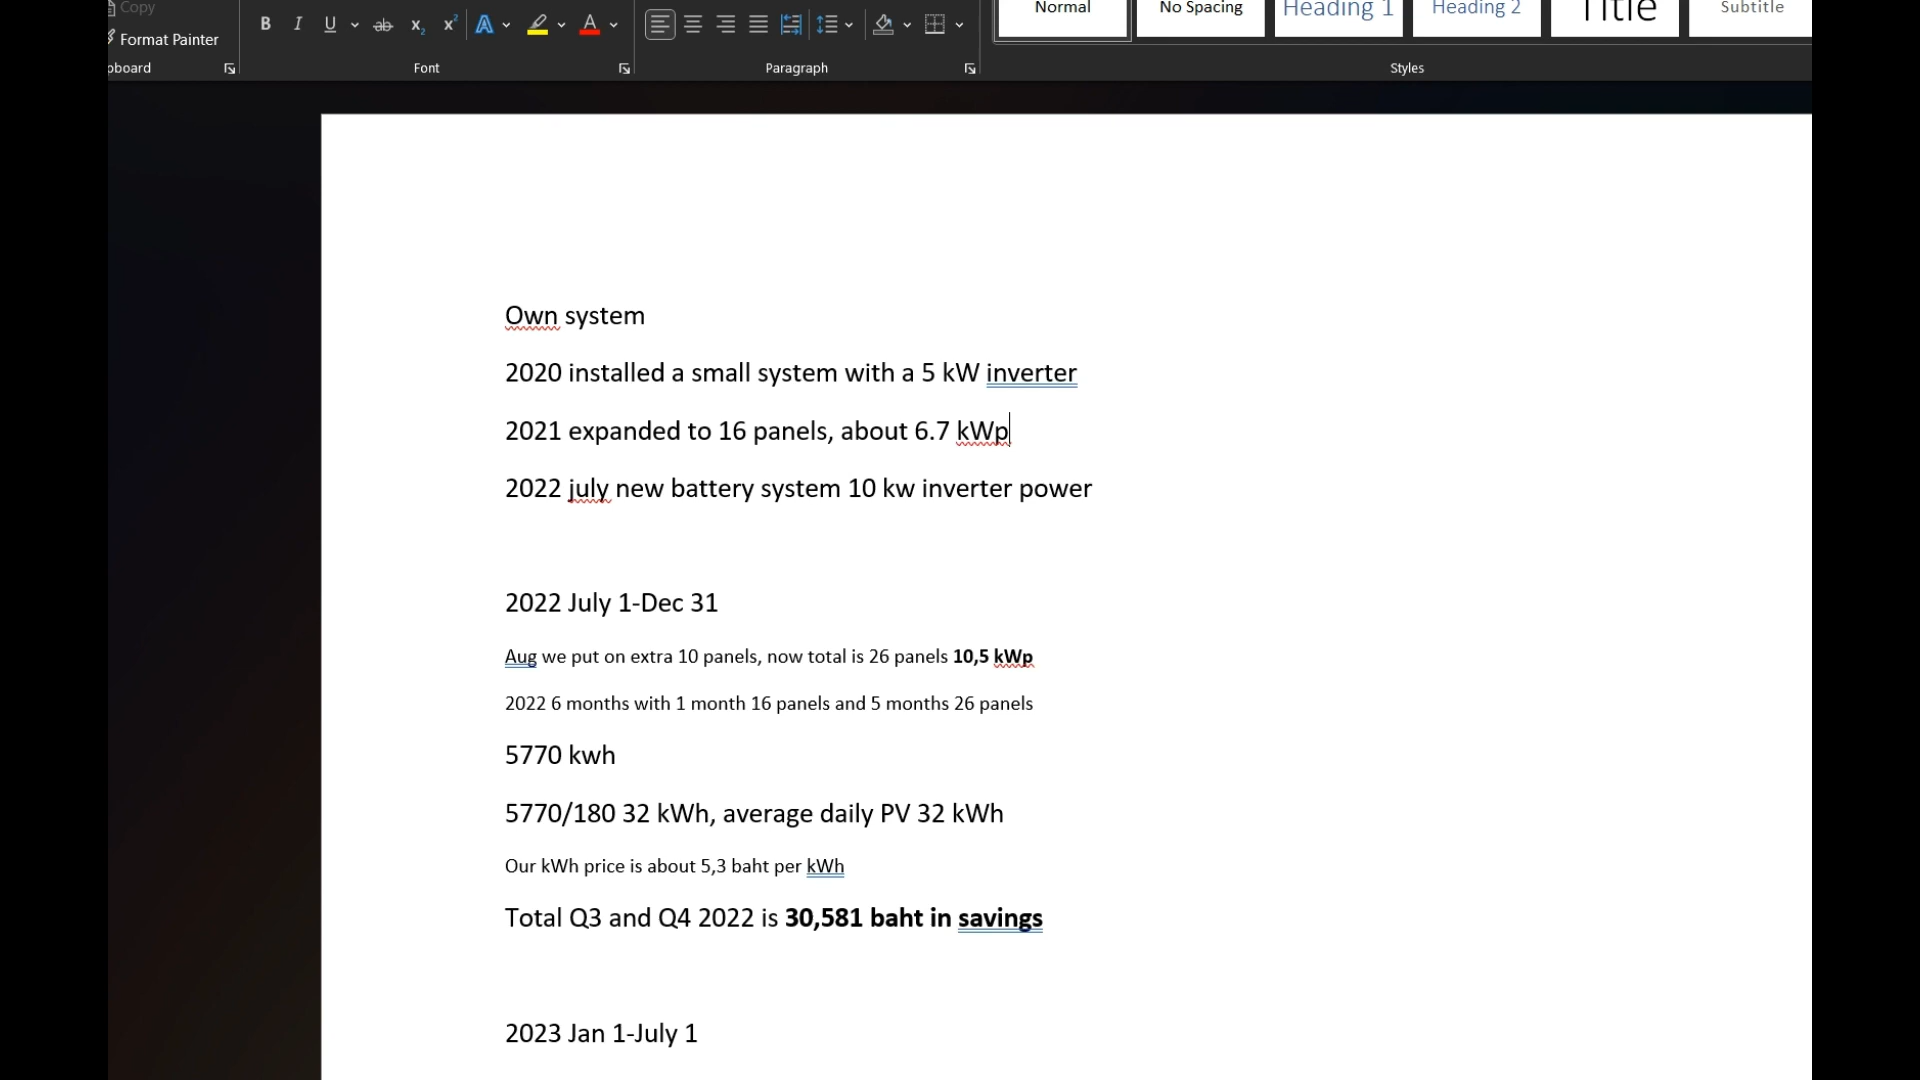 Copy
Format Painter
pboard
B I U ab x2 x2 A A
Font
Paragraph
Normal
No Spacing
Heading 1
Heading 2
Title
Subtitle
Styles
Own system
2020 installed a small system with a 5 kW inverter
2021 expanded to 16 panels, about 6.7 kWp
2022 july new battery system 10 kw inverter power
2022 July 1-Dec 31
Aug we put on extra 10 panels, now total is 26 panels 10,5 kWp
2022 6 months with 1 month 16 panels and 5 months 26 panels
5770 kwh
5770/180 32 kWh, average daily PV 32 kWh
Our kWh price is about 5,3 baht per kWh
Total Q3 and Q4 2022 is 30,581 baht in savings
2023 Jan 1-July 1